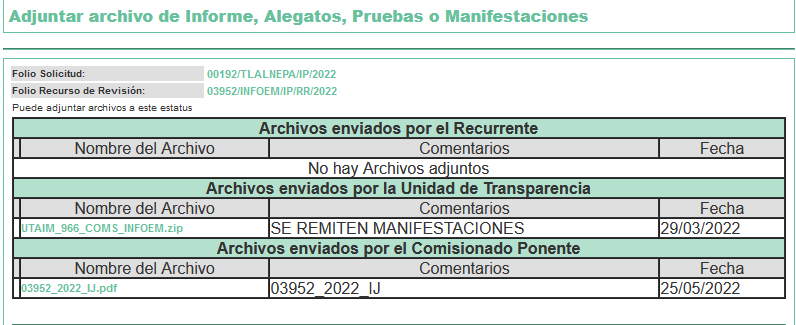 Adjuntar archivo de Informe, Alegatos, Pruebas o Manifestaciones
Folio Solicitud: 00192/TLALNEPA/IP/2022
Folio Recurso de Revisión: 03952/INFOEM/IP/RR/2022
Puede adjuntar archivos a este estatus
Archivos enviados por el Recurrente
Nombre del Archivo Comentarios Fecha
No hay Archivos adjuntos
Archivos enviados por la Unidad de Transparencia
Nombre del Archivo Comentarios Fecha
UTAIM_966_COMS_INFOEM.zip SE REMITEN MANIFESTACIONES 29/03/2022
Archivos enviados por el Comisionado Ponente
Nombre del Archivo Comentarios Fecha
03952_2022_IJ.pdf 03952_2022_IJ 25/05/2022